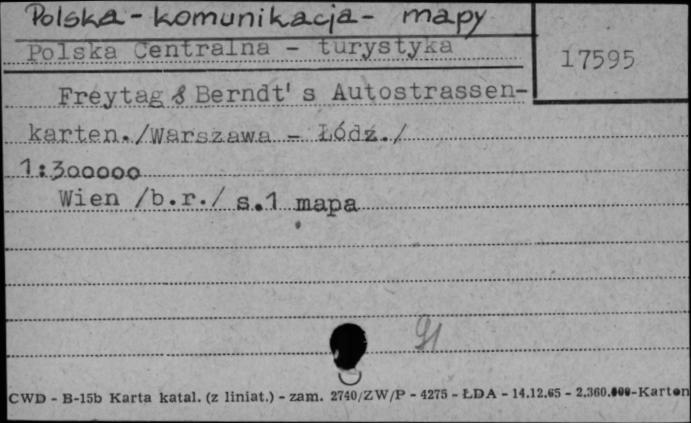 Polska - komunikacja - mapy
Polska Centralna - turystyka
17595
Freytag & Berndt's Autostrassen-
karten./Warszawa - Łódź./
1:300000
Wien /b.r./ s.1 mapa
91
CWD - B-15b Karta katal. (z liniat.) - zam. 2740/ZW/P - 4275 - ŁDA - 14.12.65 - 2.360.000-Karton